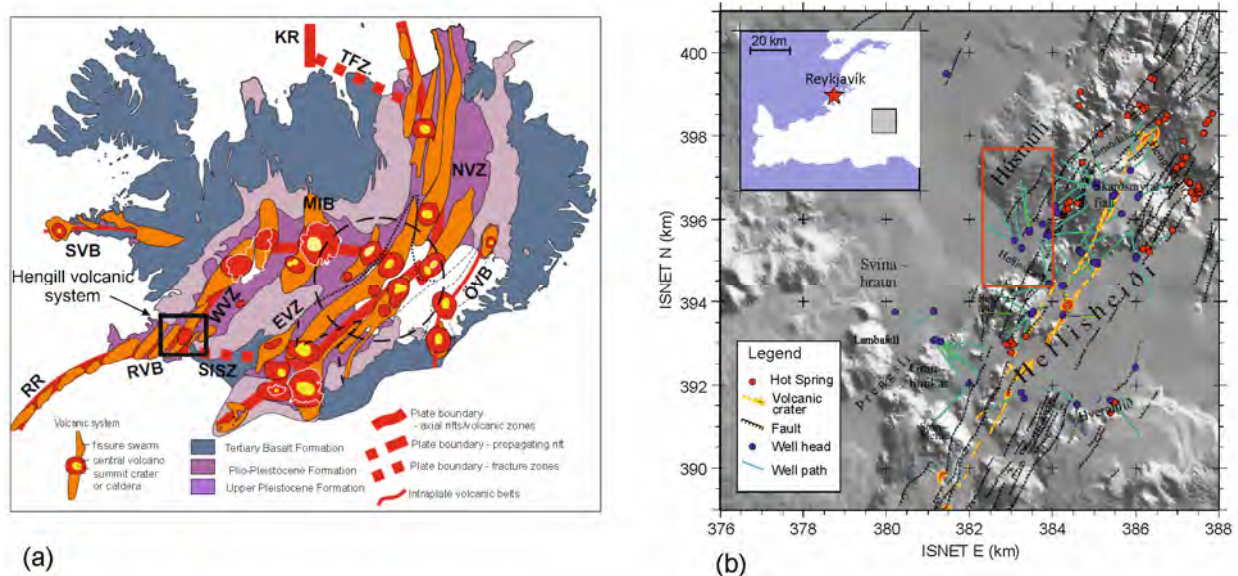 KR
TFZ.
NVZ
MIB
SVB
Hengill volcanic
system
WVZ
EVZ
ÖVB
RR
RVB
SISZ
Volcanic system
fissure swarm
central volcano
summit crater
or caldera
Tertiary Basalt Formation
Plio-Pleistocene Formation
Upper Pleistocene Formation
Plate boundary
- axial rifts/volcanic zones
Plate boundary - propagating rift
Plate boundary - fracture zones
Intraplate volcanic belts
(a)
ISNET N (km)
400
398
396
394
392
390
20 km
Reykjavík
Húsmúli
Skarðsmýrar
fjall
Svína -
hraun
Lambafell
Hellisheiði
Hverahlíð
Legend
Hot Spring
Volcanic
crater
Fault
Well head
Well path
376
378
380
382
384
386
388
ISNET E (km)
(b)